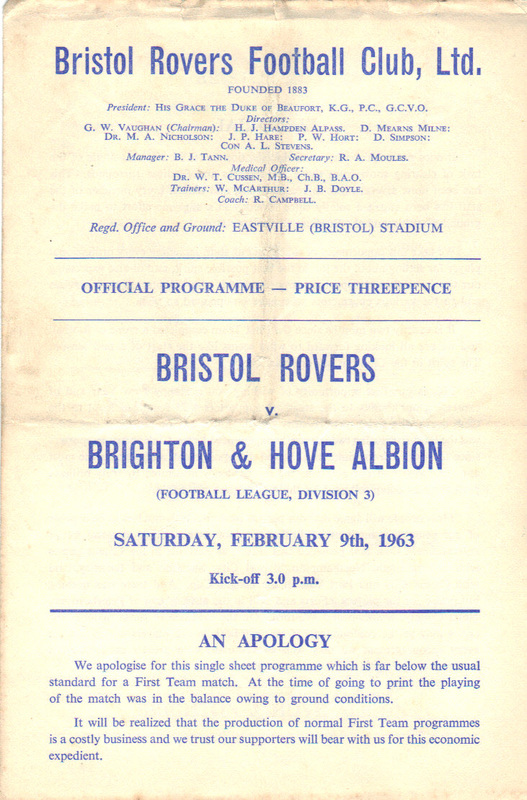 Bristol Rovers Football Club, Ltd.
FOUNDED 1883
President: HIS GRACE THE DUKE OF BEAUFORT, K.G., P.C., G.C.V.O.
Directors:
G. W. VAUGHAN (Chairman): H. J. HAMPDEN ALPASS. D. MEARNS MILNE:
DR. M. A. NICHOLSON: J. P. HARE: P. W. HORT: D. SIMPSON:
CON A. L. STEVENS.
Manager: B. J. TANN. Secretary: R. A. MOULES.
Medical Officer:
DR. W. T. CUSSEN, M.B., Ch.B., B.A.O.
Trainers: W. MCARTHUR: J. B. DOYLE.
Coach: R. CAMPBELL.
Regd. Office and Ground: EASTVILLE (BRISTOL) STADIUM
OFFICIAL PROGRAMME — PRICE THREEPENCE
BRISTOL ROVERS
v.
BRIGHTON & HOVE ALBION
(FOOTBALL LEAGUE, DIVISION 3)
SATURDAY, FEBRUARY 9th, 1963
Kick-off 3.0 p.m.
AN APOLOGY
We apologise for this single sheet programme which is far below the usual
standard for a First Team match. At the time of going to print the playing
of the match was in the balance owing to ground conditions.
It will be realized that the production of normal First Team programmes
is a costly business and we trust our supporters will bear with us for this economic
expedient.